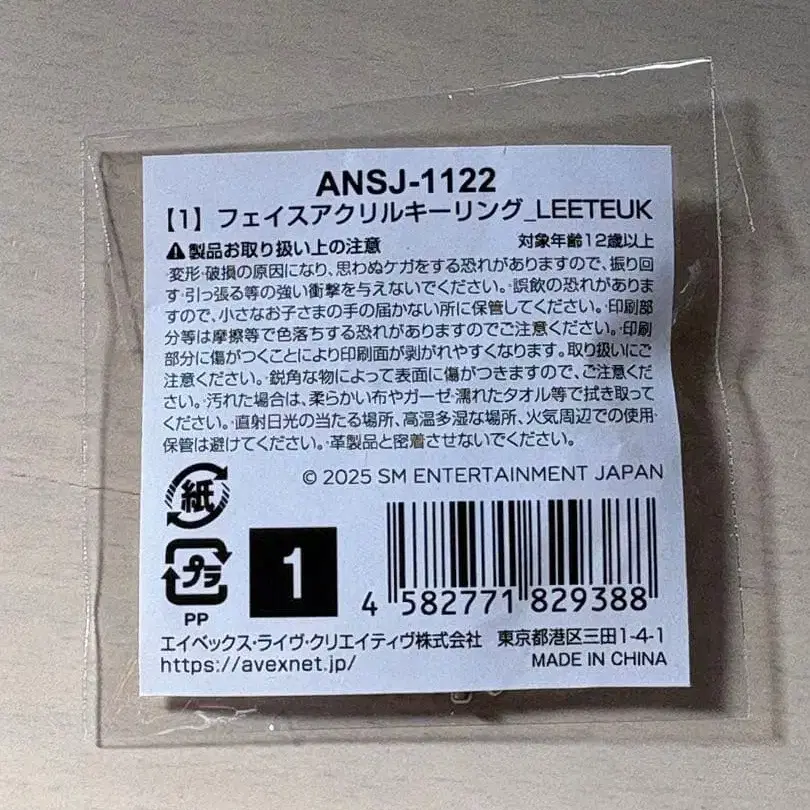 ANSJ-1122
【1】フェイスアクリルキーリング_LEETEUK
⚠製品お取り扱い上の注意 対象年齢12歳以上
・変形・破損の原因になり、思わぬケガをする恐れがありますので、振り回
す・引っ張る等の強い衝撃を与えないでください。・誤飲の恐れがありま
すので、小さなお子さまの手の届かない所に保管してください。・印刷部
分等は摩擦等で色落ちする恐れがありますのでご注意ください。・印刷
部分に傷がつくことにより印刷面が剥がれやすくなります。取り扱いにご
注意ください。・鋭角な物によって表面に傷がつきますので、ご注意くださ
い。・汚れた場合は、柔らかい布やガーゼ・濡れたタオル等で拭き取って
ください。・直射日光の当たる場所、高温多湿な場所、火気周辺での使用・
保管は避けてください。・革製品と密着させないでください。
© 2025 SM ENTERTAINMENT JAPAN
紙
プラ
PP
1
4 582771 829388
エイベックス・ライヴ・クリエイティヴ株式会社 東京都港区三田1-4-1
https://avexnet.jp/ MADE IN CHINA